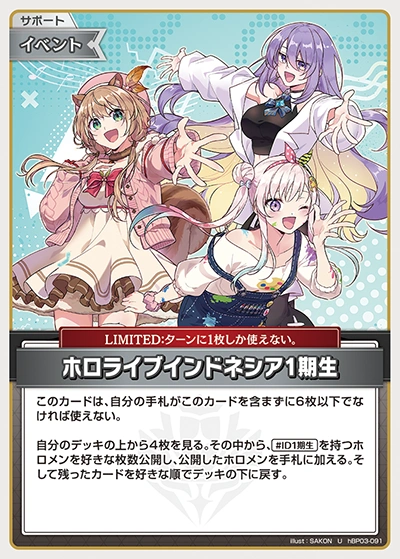 サポート
イベント
LIMITED:ターンに1枚しか使えない。
ホロライブインドネシア1期生
このカードは、自分の手札がこのカードを含まずに6枚以下でな
ければ使えない。
自分のデッキの上から4枚を見る。その中から、#ID1期生を持つホ
ロメンを好きな枚数公開し、公開したホロメンを手札に加える。そ
して残ったカードを好きな順でデッキの下に戻す。
illust:SAKON U hBP03-091